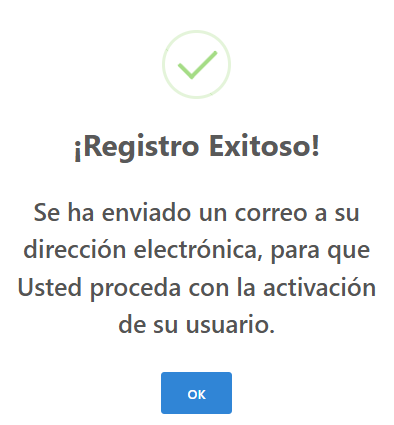 ¡Registro Exitoso!
Se ha enviado un correo a su
dirección electrónica, para que
Usted proceda con la activación
de su usuario.
OK